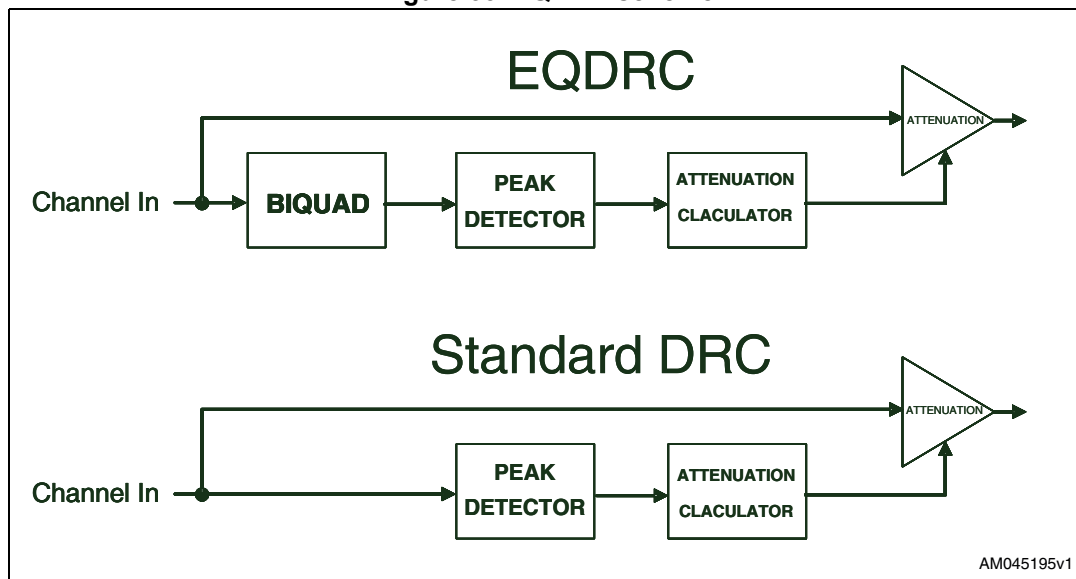 EQDRC
ATTENUATION
Channel In
BIQUAD
PEAK
DETECTOR
ATTENUATION
CLACULATOR
Standard DRC
ATTENUATION
Channel In
PEAK
DETECTOR
ATTENUATION
CLACULATOR
AM045195v1